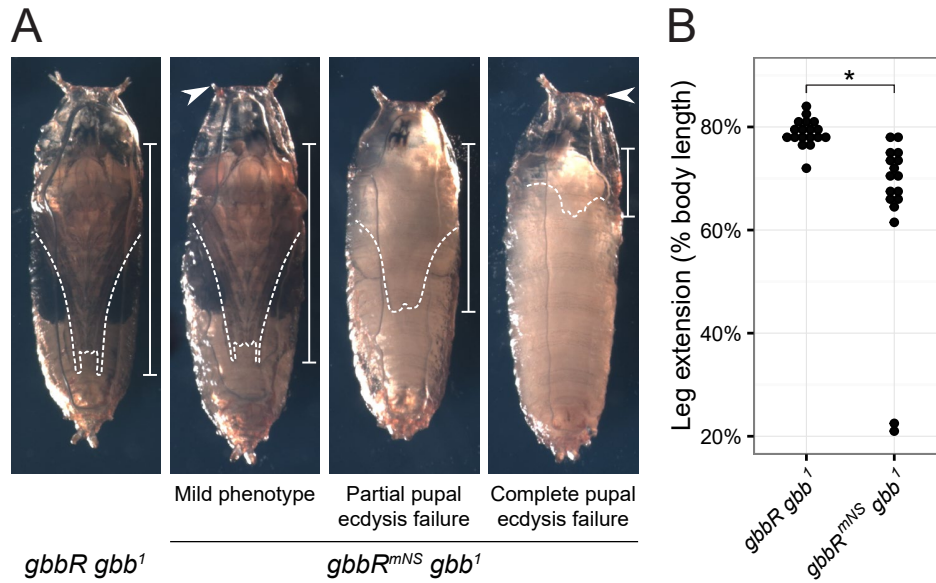 A
B
Mild phenotype
Partial pupal
ecdysis failure
Complete pupal
ecdysis failure
gbbR gbb¹
gbbRᵐᴺˢ gbb¹
*
Leg extension (% body length)
80%
60%
40%
20%
gbbR gbb¹
gbbRᵐᴺˢ gbb¹